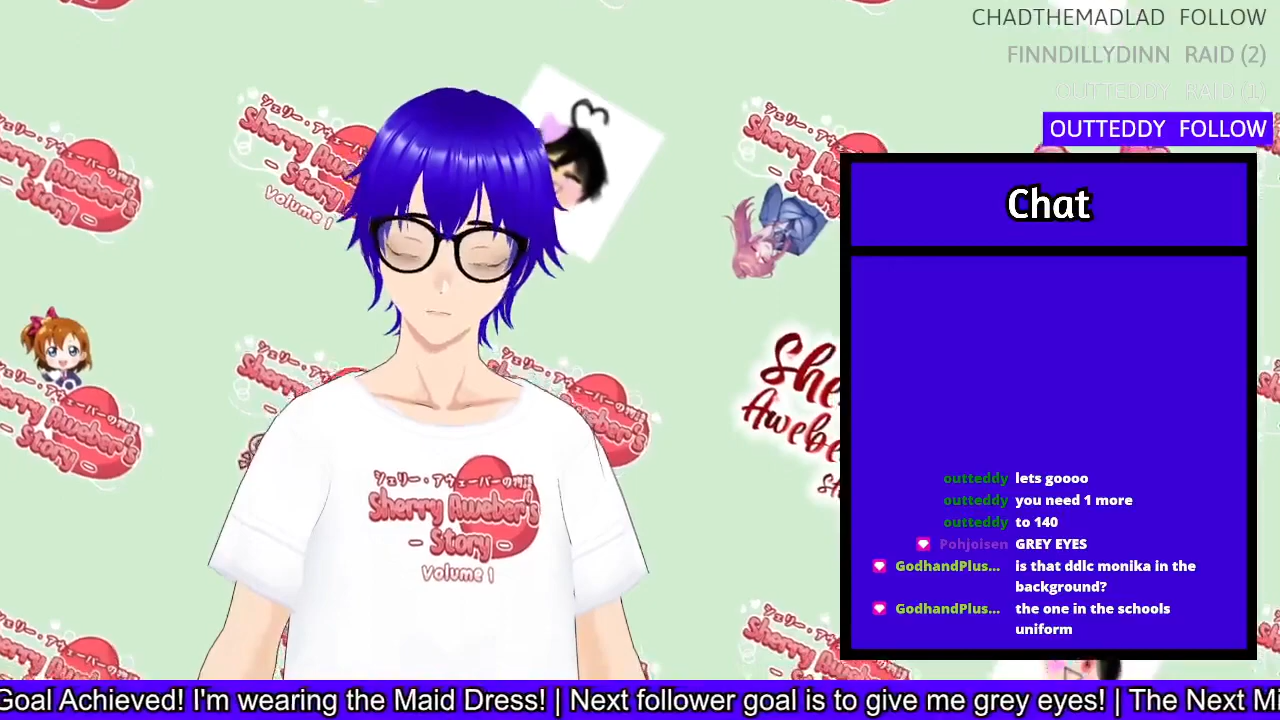 CHADTHEMADLAD FOLLOW
FINNDILLYDINN RAID (2)
OUTTEDDY RAID (1)
OUTTEDDY FOLLOW
Chat
outteddy lets goooo
outteddy you need 1 more
outteddy to 140
Pohjoisen GREY EYES
GodhandPlus... is that ddlc monika in the
background?
GodhandPlus... the one in the schools
uniform
シェリー・アウェーバーの物語
Sherry Aweber's
- Story -
Volume 1
Goal Achieved! I'm wearing the Maid Dress! | Next follower goal is to give me grey eyes! | The Next Mi